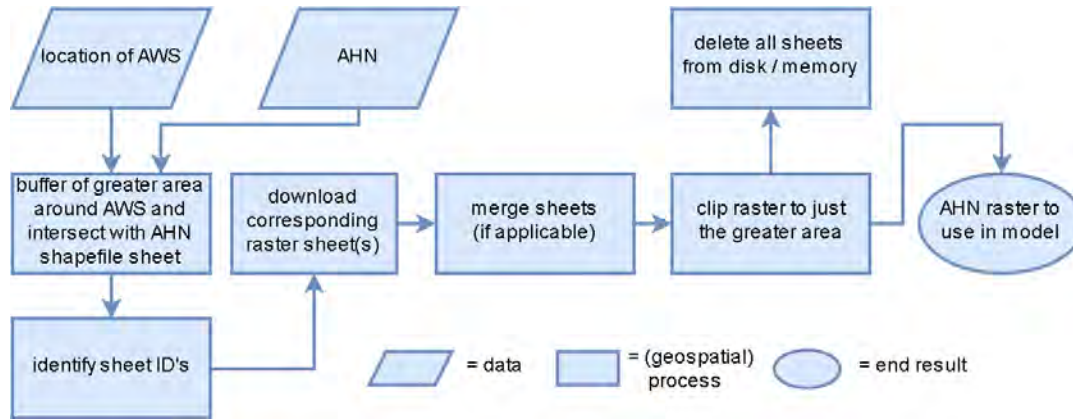 location of AWS
AHN
delete all sheets
from disk / memory
buffer of greater area
around AWS and
intersect with AHN
shapefile sheet
download
corresponding
raster sheet(s)
merge sheets
(if applicable)
clip raster to just
the greater area
AHN raster to
use in model
identify sheet ID's
= data
= (geospatial)
process
= end result